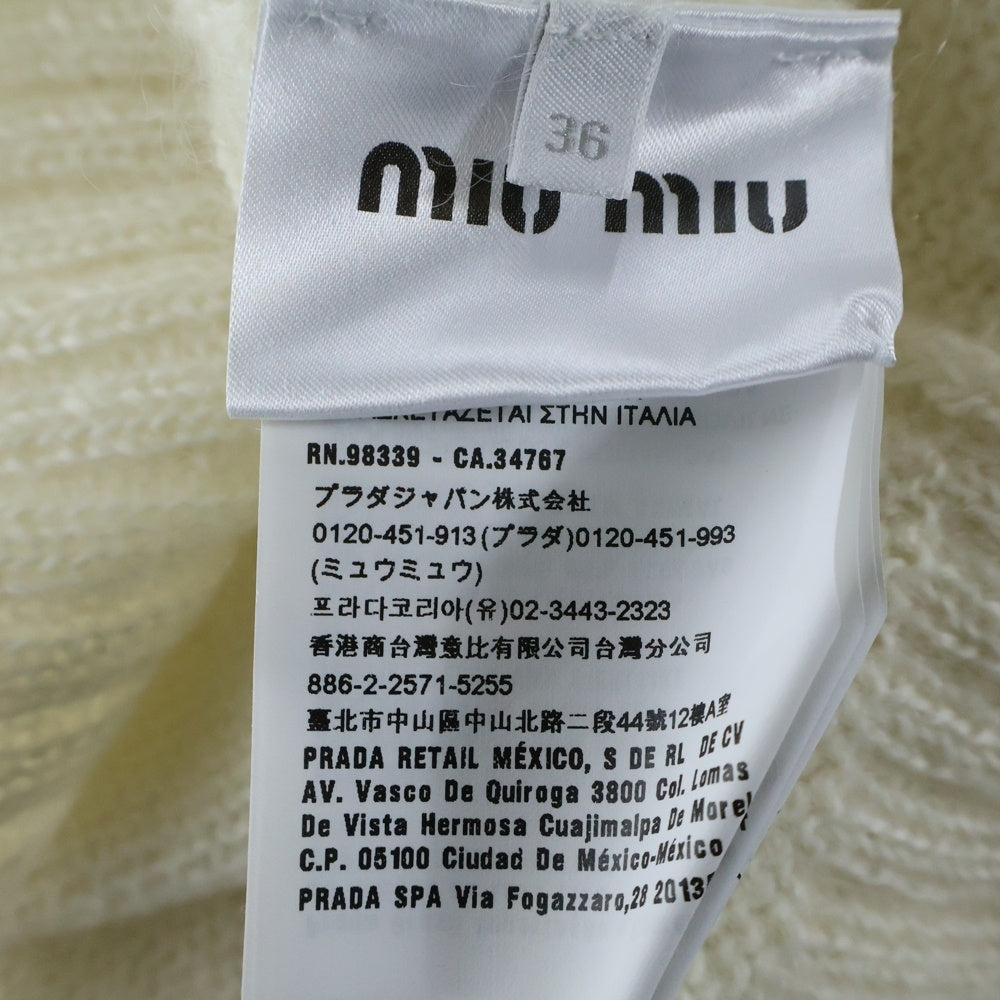 36
miu miu
ΣΤΗΝ ΙΤΑΛΙΑ
RN.98339 - CA.34767
プラダジャパン株式会社
0120-451-913(プラダ)0120-451-993
(ミュウミュウ)
프라다코리아(유)02-3443-2323
香港商台灣意比有限公司台灣分公司
886-2-2571-5255
臺北市中山區中山北路二段44號12樓A室
PRADA RETAIL MÉXICO, S DE RL DE CV
AV. Vasco De Quiroga 3800 Col. Lomas
De Vista Hermosa Cuajimalpa De
C.P. 05100 Ciudad De México-México
PRADA SPA Via Fogazzaro,28 20135